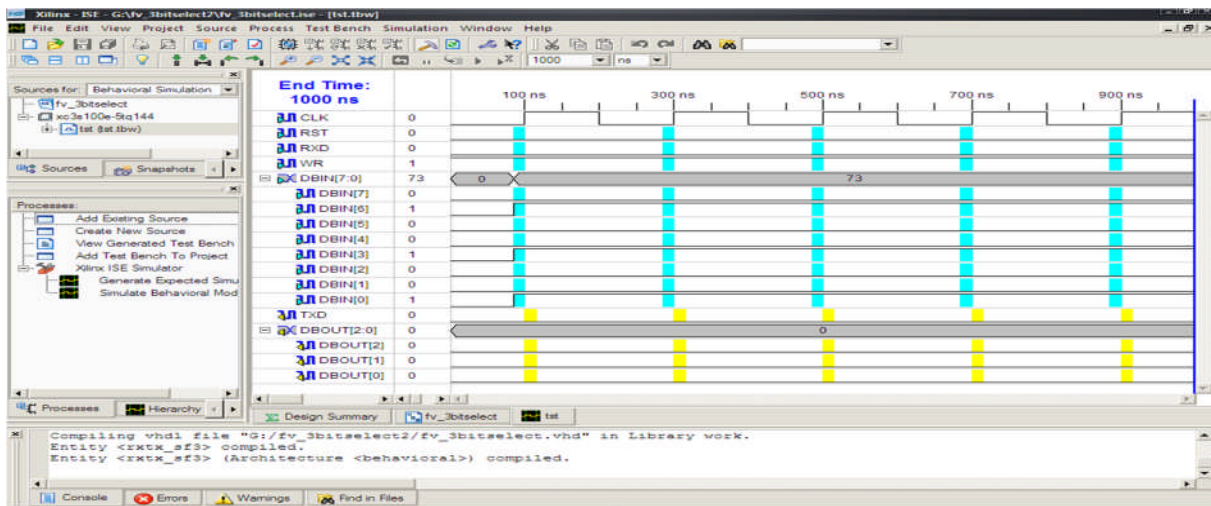 Xilinx - ISE - G:\fv_3bitselect2\fv_3bitselect.ise - [tst.tbw]
File Edit View Project Source Process Test Bench Simulation Window Help
1000 ns
Sources for: Behavioral Simulation
fv_3bitselect
xc3s100e-5tq144
tst (tst.tbw)
Sources Snapshots
Processes:
Add Existing Source
Create New Source
View Generated Test Bench
Add Test Bench To Project
Xilinx ISE Simulator
Generate Expected Simu
Simulate Behavioral Mod
Processes Hierarchy
End Time:
1000 ns
100 ns 300 ns 500 ns 700 ns 900 ns
CLK 0
RST 0
RXD 0
WR 1
DBIN[7:0] 73 0 73
DBIN[7] 0
DBIN[6] 1
DBIN[5] 0
DBIN[4] 0
DBIN[3] 1
DBIN[2] 0
DBIN[1] 0
DBIN[0] 1
TXD 0
DBOUT[2:0] 0 0
DBOUT[2] 0
DBOUT[1] 0
DBOUT[0] 0
Design Summary fv_3bitselect tst
Compiling vhdl file "G:/fv_3bitselect2/fv_3bitselect.vhd" in Library work.
Entity <rxtx_sf3> compiled.
Entity <rxtx_sf3> (Architecture <behavioral>) compiled.
Console Errors Warnings Find in Files